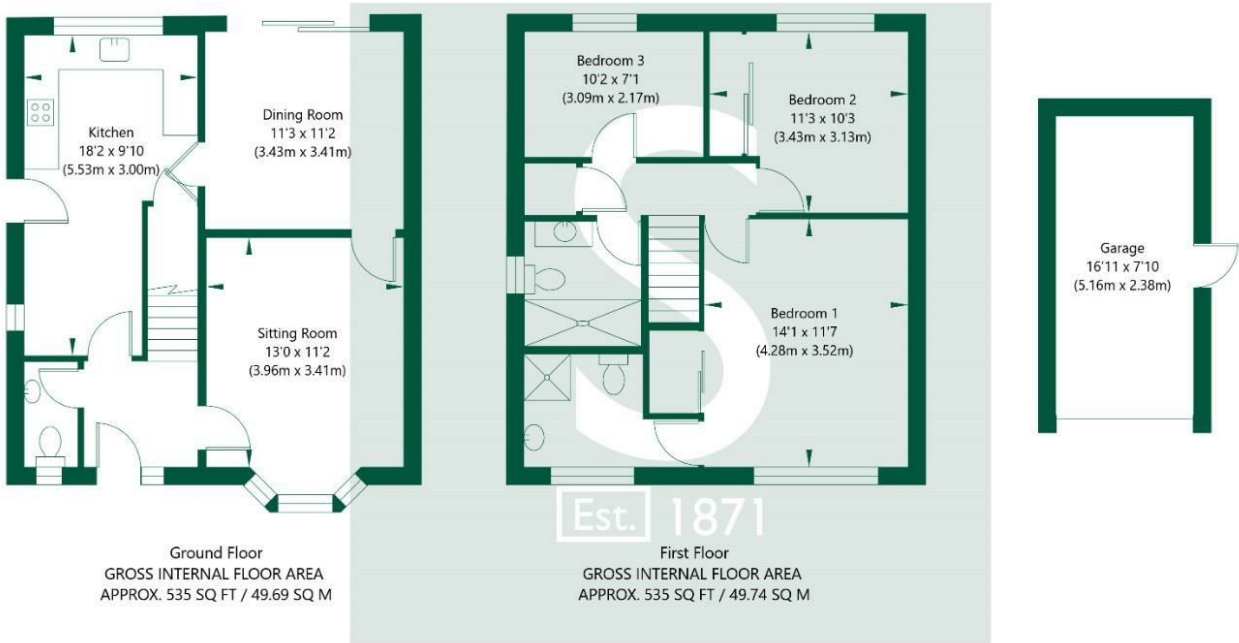 Kitchen
18'2 x 9'10
(5.53m x 3.00m)
Dining Room
11'3 x 11'2
(3.43m x 3.41m)
Sitting Room
13'0 x 11'2
(3.96m x 3.41m)
Ground Floor
GROSS INTERNAL FLOOR AREA
APPROX. 535 SQ FT / 49.69 SQ M
Bedroom 3
10'2 x 7'1
(3.09m x 2.17m)
Bedroom 2
11'3 x 10'3
(3.43m x 3.13m)
Bedroom 1
14'1 x 11'7
(4.28m x 3.52m)
S
Est. 1871
First Floor
GROSS INTERNAL FLOOR AREA
APPROX. 535 SQ FT / 49.74 SQ M
Garage
16'11 x 7'10
(5.16m x 2.38m)